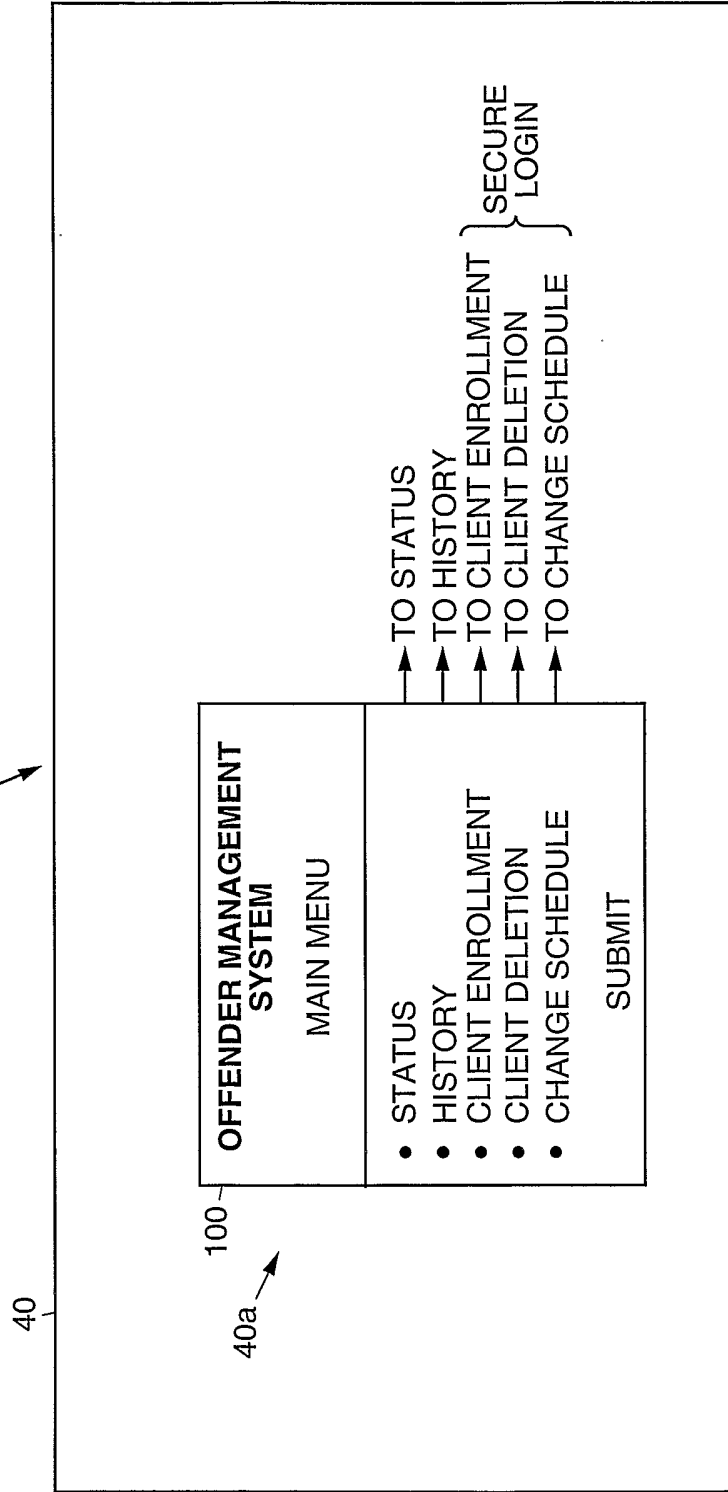 40
40a
100
OFFENDER MANAGEMENT
SYSTEM
MAIN MENU
• STATUS
• HISTORY
• CLIENT ENROLLMENT
• CLIENT DELETION
• CHANGE SCHEDULE
SUBMIT
TO STATUS
TO HISTORY
TO CLIENT ENROLLMENT
TO CLIENT DELETION
TO CHANGE SCHEDULE
SECURE
LOGIN